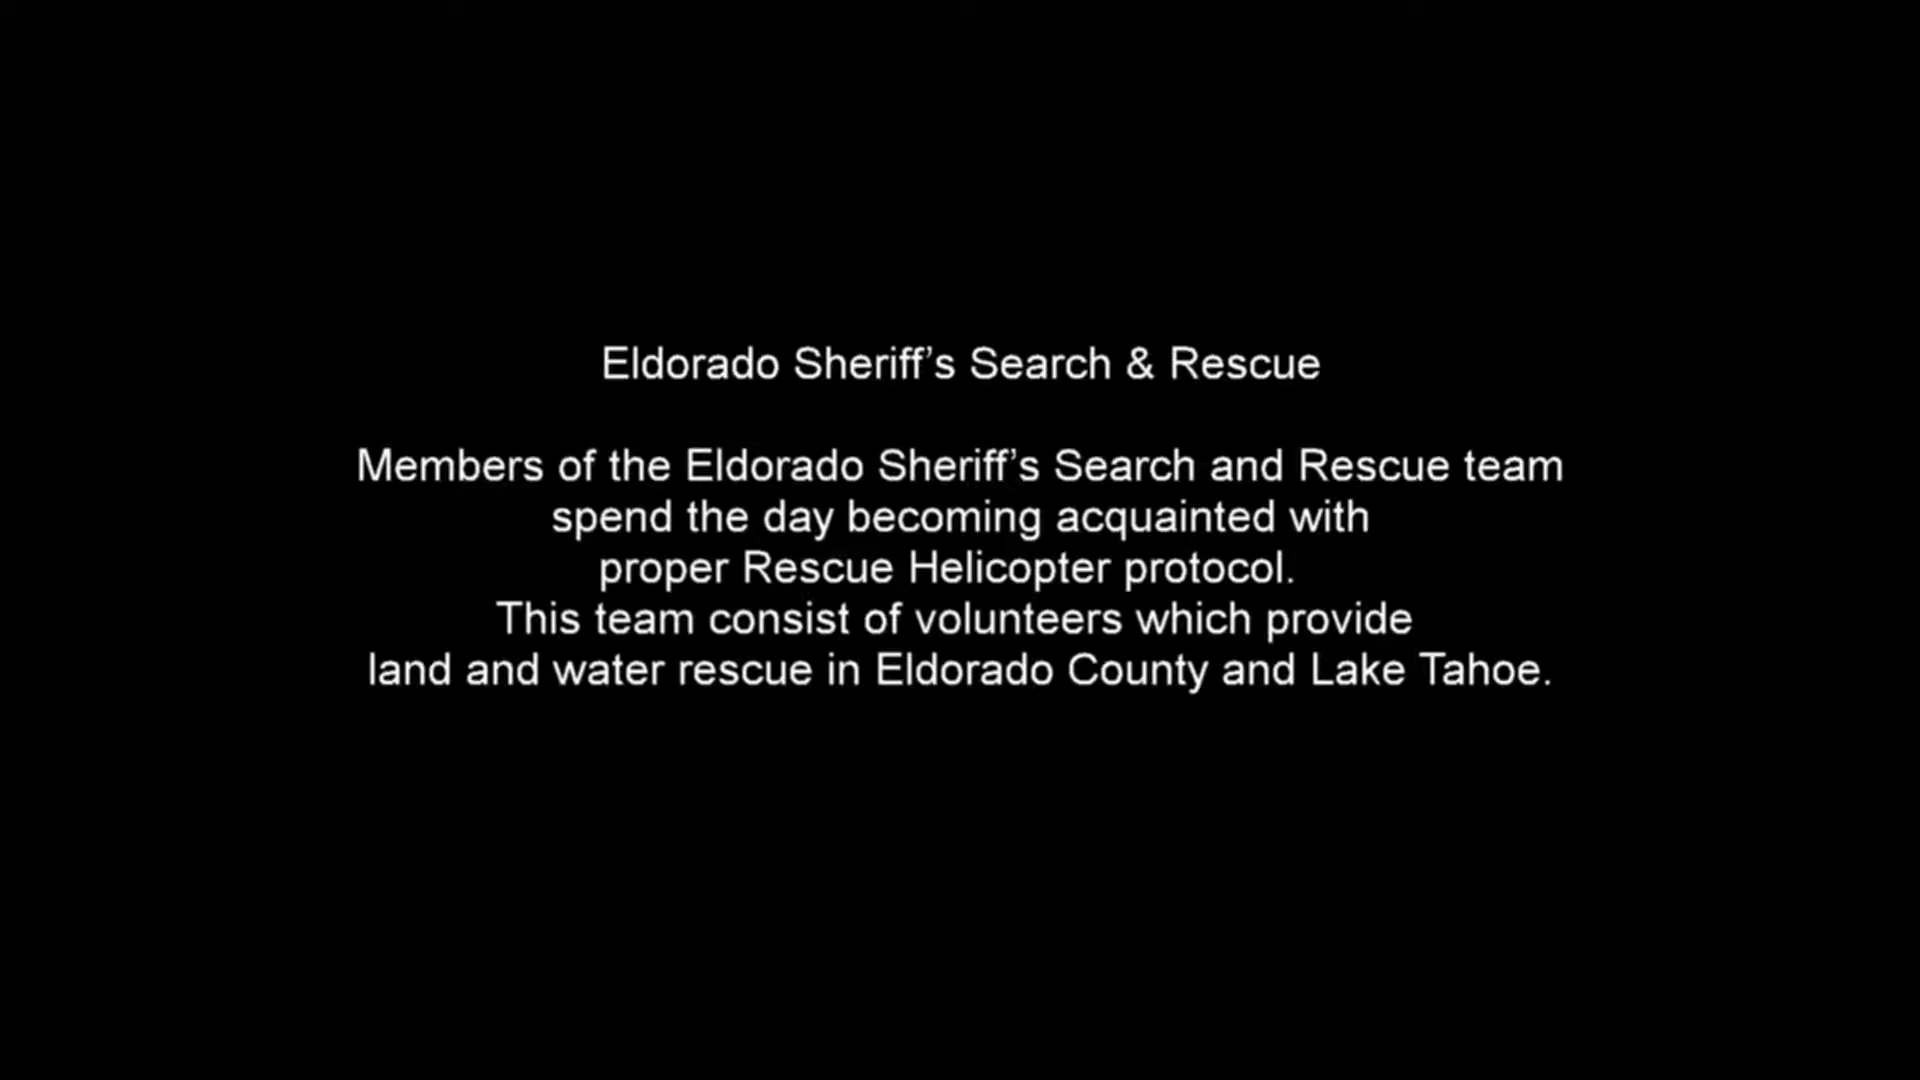 Eldorado Sheriff's Search & Rescue
Members of the Eldorado Sheriff's Search and Rescue team
spend the day becoming acquainted with
proper Rescue Helicopter protocol.
This team consist of volunteers which provide
land and water rescue in Eldorado County and Lake Tahoe.